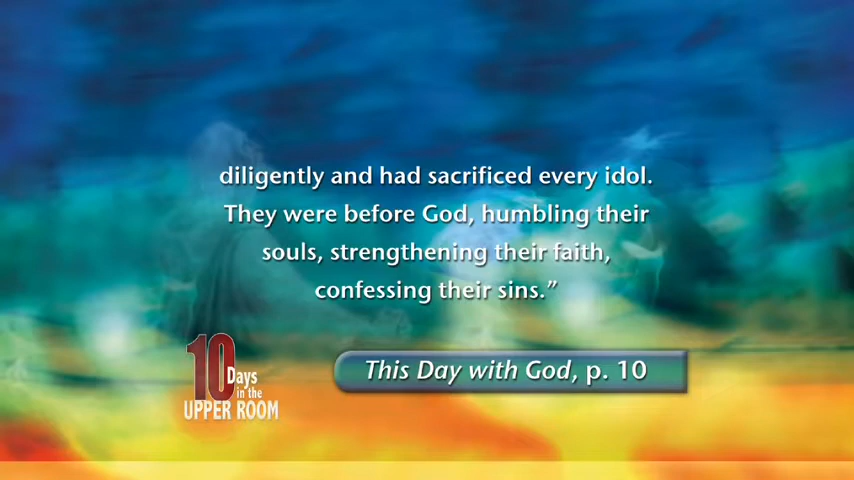 diligently and had sacrificed every idol.
They were before God, humbling their
souls, strengthening their faith,
confessing their sins.”
10
Days
in the
UPPER ROOM
This Day with God, p. 10